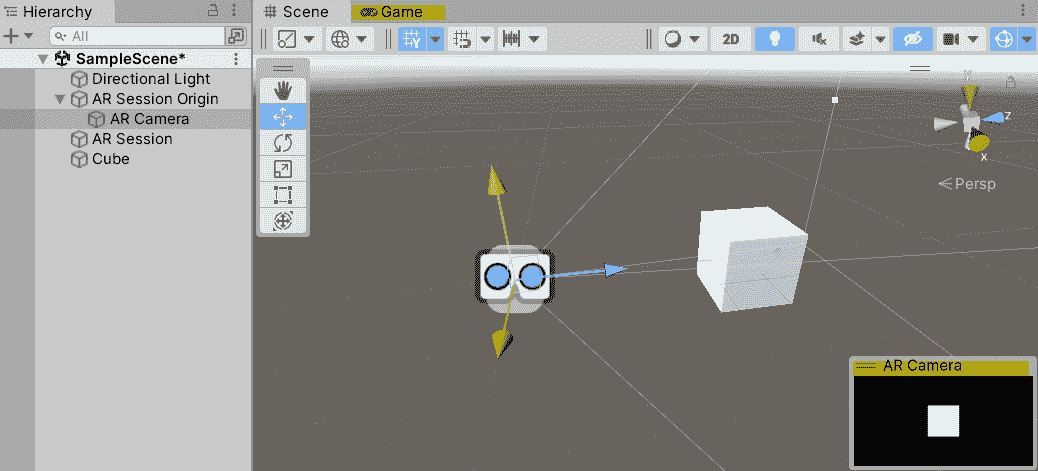 Hierarchy
All
SampleScene*
Directional Light
AR Session Origin
AR Camera
AR Session
Cube
Scene
Game
2D
y
z
x
Persp
AR Camera